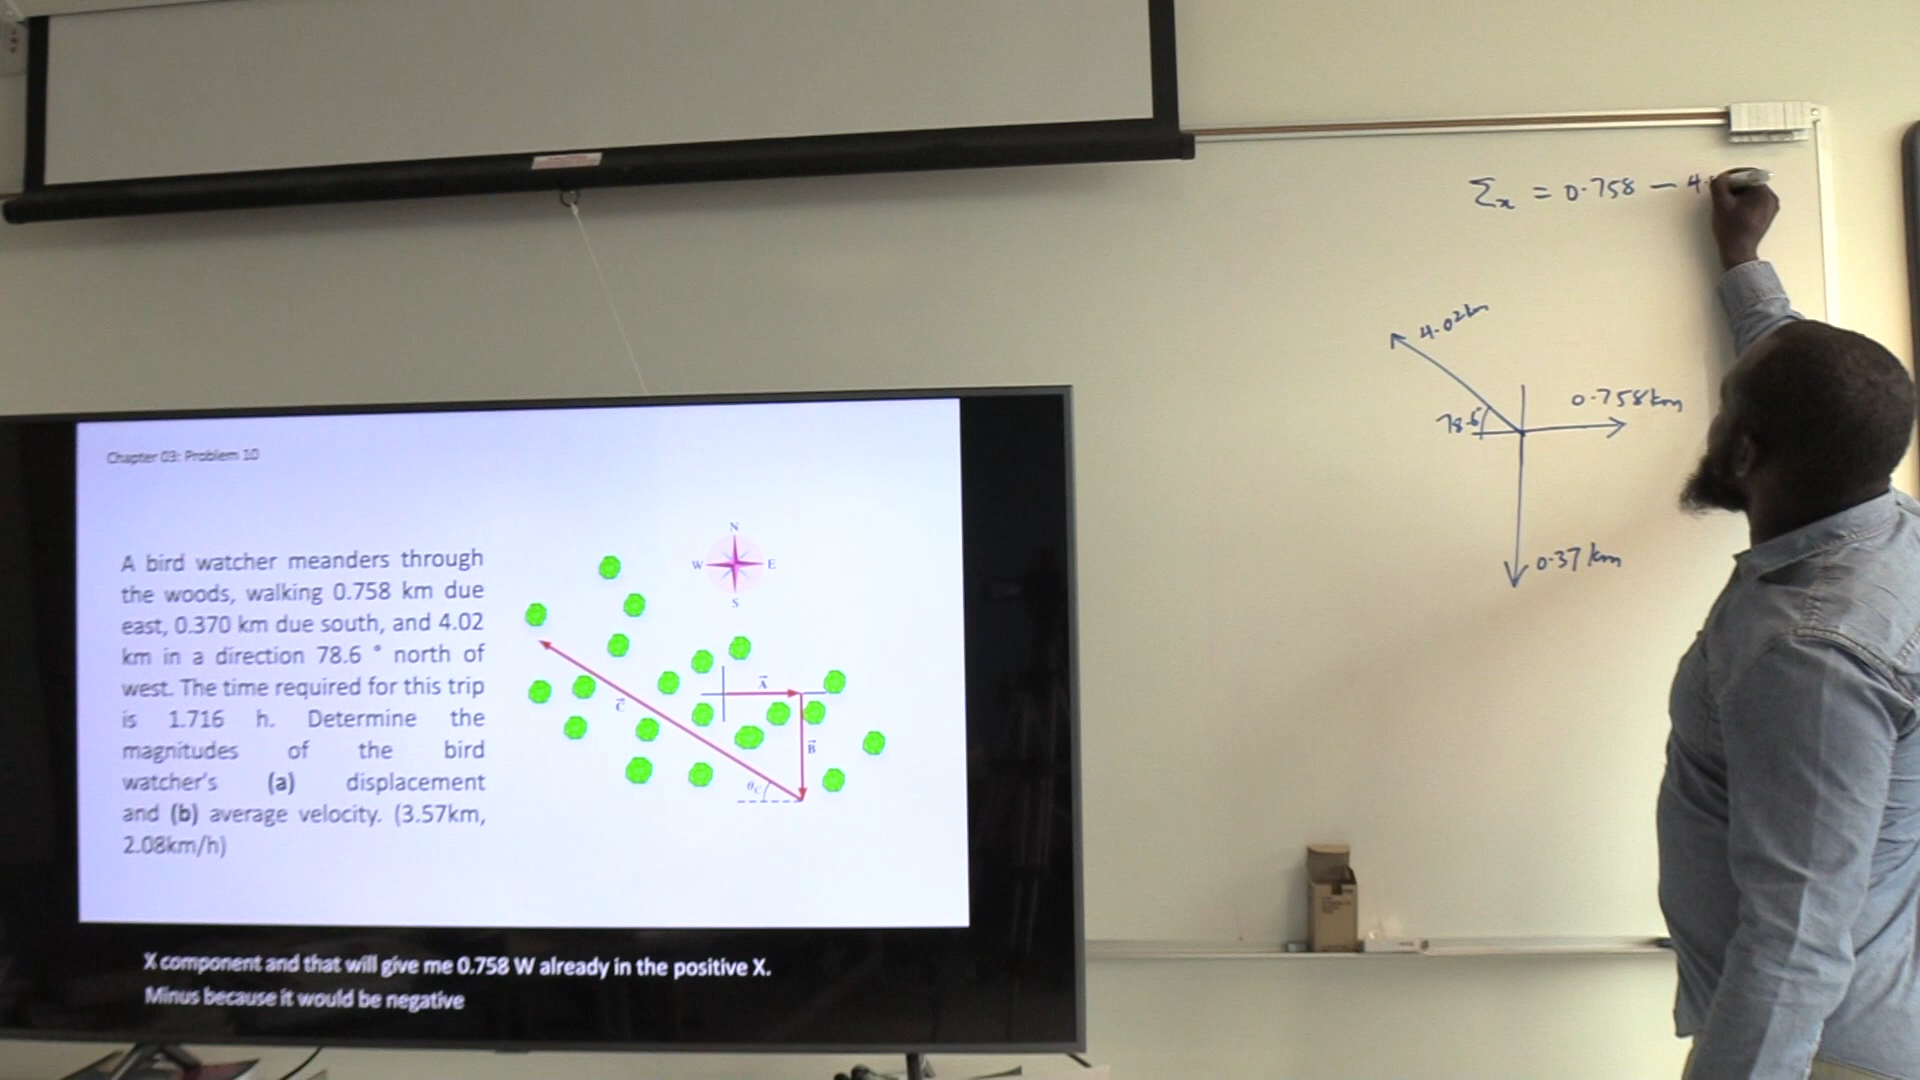 Chapter 03: Problem 10
A bird watcher meanders through
the woods, walking 0.758 km due
east, 0.370 km due south, and 4.02
km in a direction 78.6 ° north of
west. The time required for this trip
is 1.716 h. Determine the
magnitudes of the bird
watcher's (a) displacement
and (b) average velocity. (3.57km,
2.08km/h)
N
W E
S
A
C
B
θC
X component and that will give me 0.758 W already in the positive X.
Minus because it would be negative
Σx = 0.758 − 4.
4.02km
0.758km
78.6°
0.37km